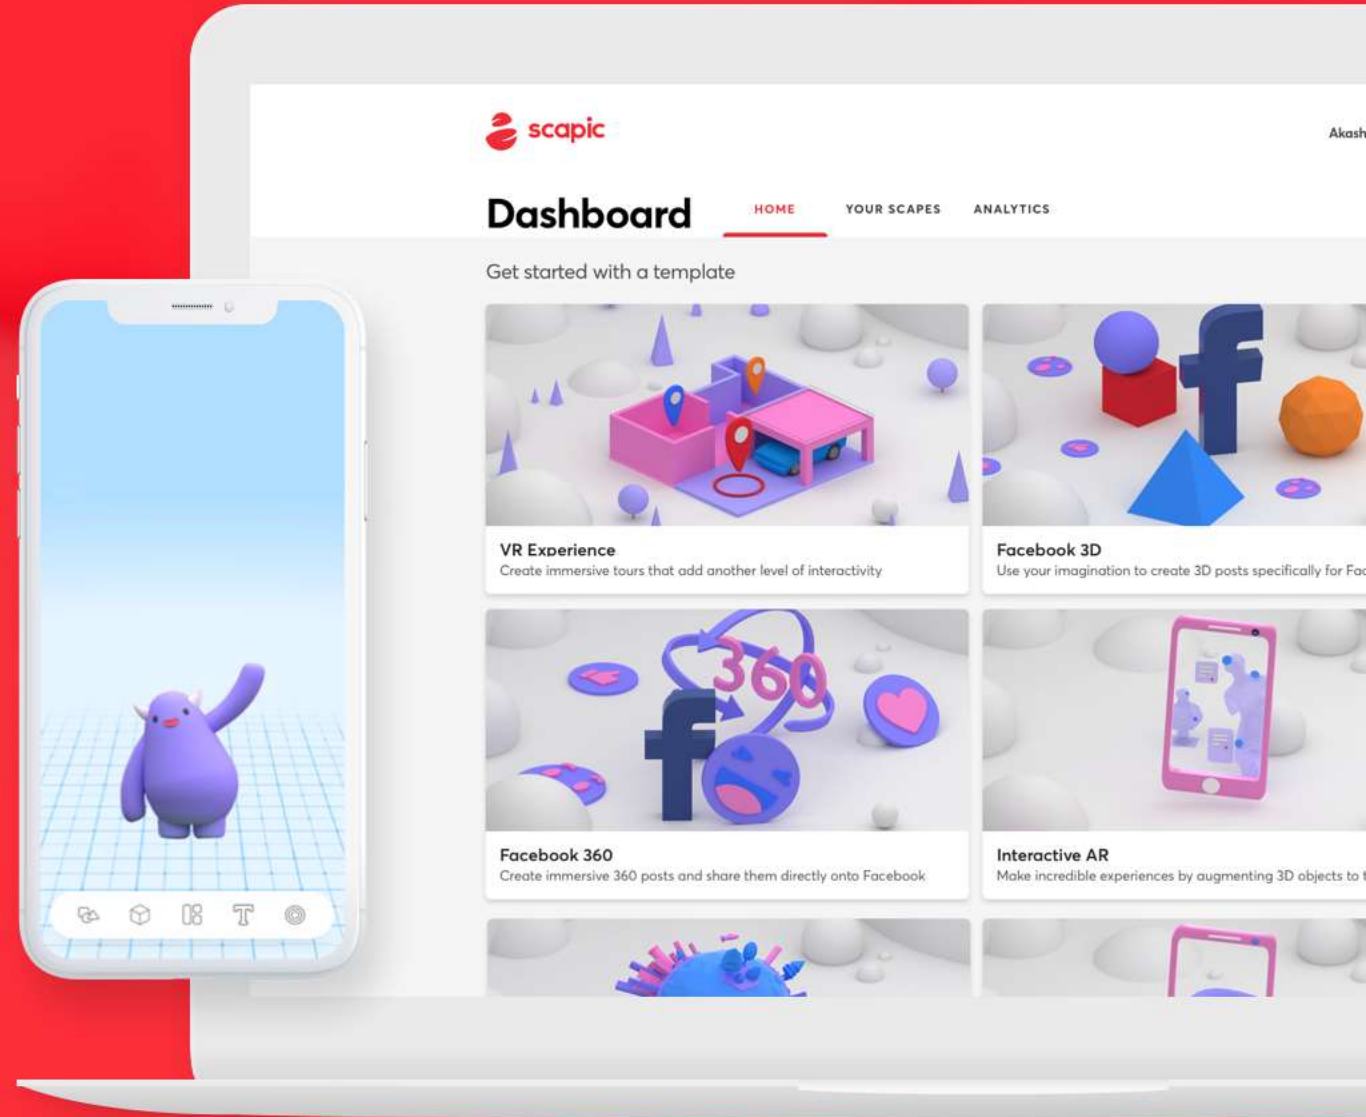 scapic
Akash
Dashboard
HOME
YOUR SCAPES
ANALYTICS
Get started with a template
VR Experience
Create immersive tours that add another level of interactivity
Facebook 3D
Use your imagination to create 3D posts specifically for Fac
f
f
360
Facebook 360
Create immersive 360 posts and share them directly onto Facebook
Interactive AR
Make incredible experiences by augmenting 3D objects to t
T